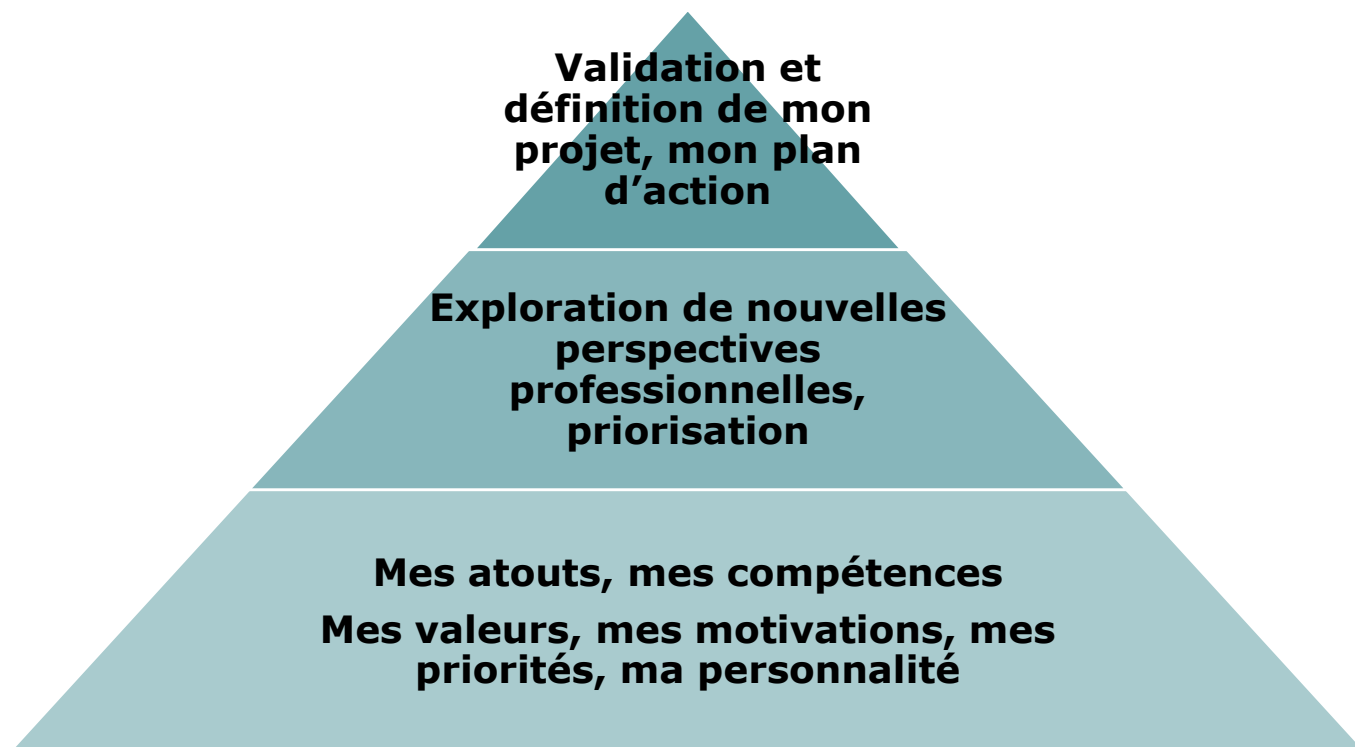 Validation et
définition de mon
projet, mon plan
d’action
Exploration de nouvelles
perspectives
professionnelles,
priorisation
Mes atouts, mes compétences
Mes valeurs, mes motivations, mes
priorités, ma personnalité